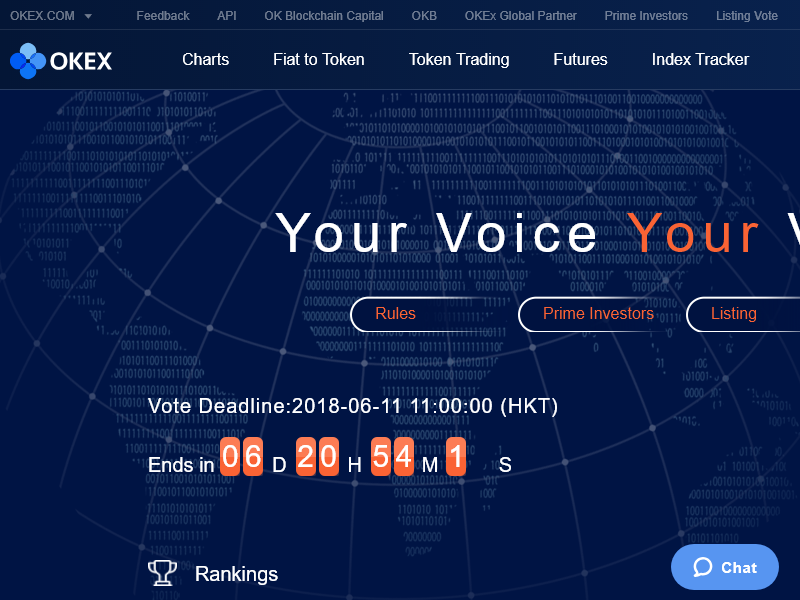 OKEX.COM Feedback API OK Blockchain Capital OKB OKEx Global Partner Prime Investors Listing Vote
OKEX Charts Fiat to Token Token Trading Futures Index Tracker
Your Voice Your
Rules Prime Investors Listing
Vote Deadline:2018-06-11 11:00:00 (HKT)
Ends in 06 D 20 H 54 M 1 S
Rankings
Chat